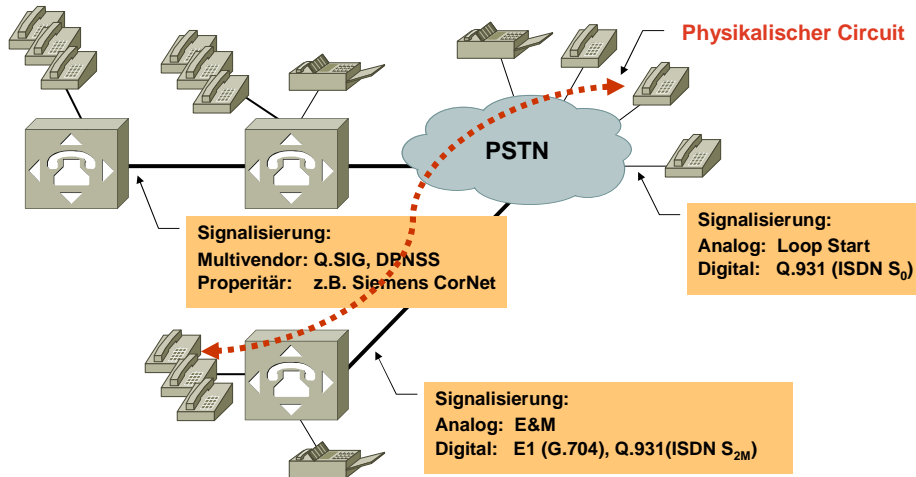 Physikalischer Circuit
PSTN
Signalisierung:
Multivendor: Q.SIG, DPNSS
Properitär: z.B. Siemens CorNet
Signalisierung:
Analog: Loop Start
Digital: Q.931 (ISDN S0)
Signalisierung:
Analog: E&M
Digital: E1 (G.704), Q.931(ISDN S2M)